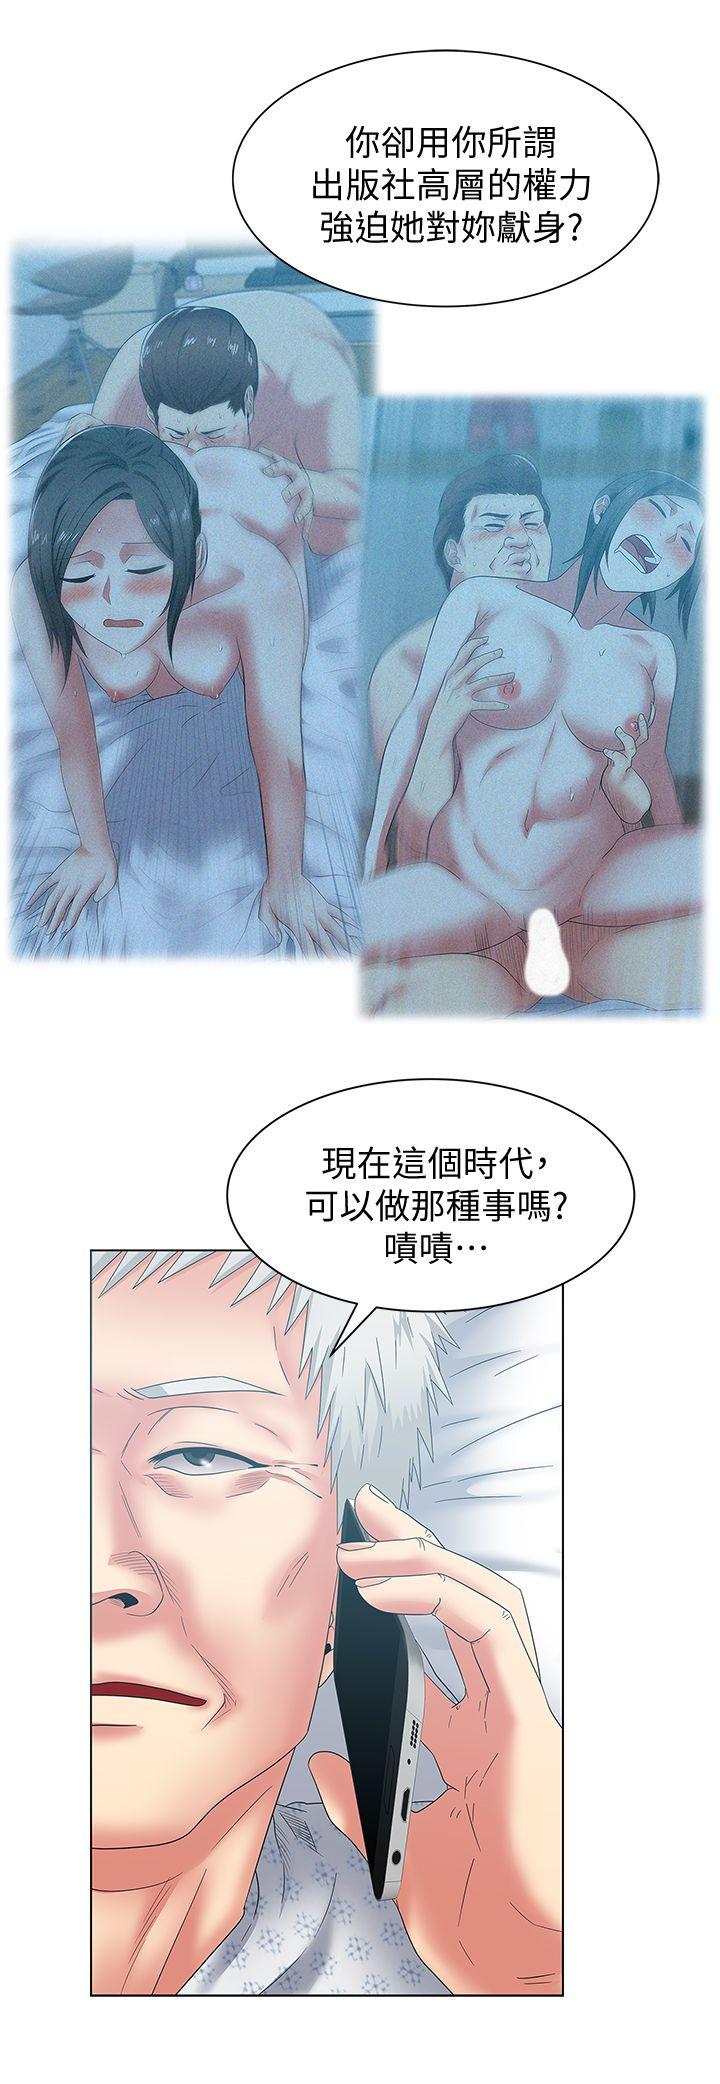 你卻用你所謂
出版社高層的權力
強迫她對妳獻身?
現在這個時代，
可以做那種事嗎?
嘖嘖…